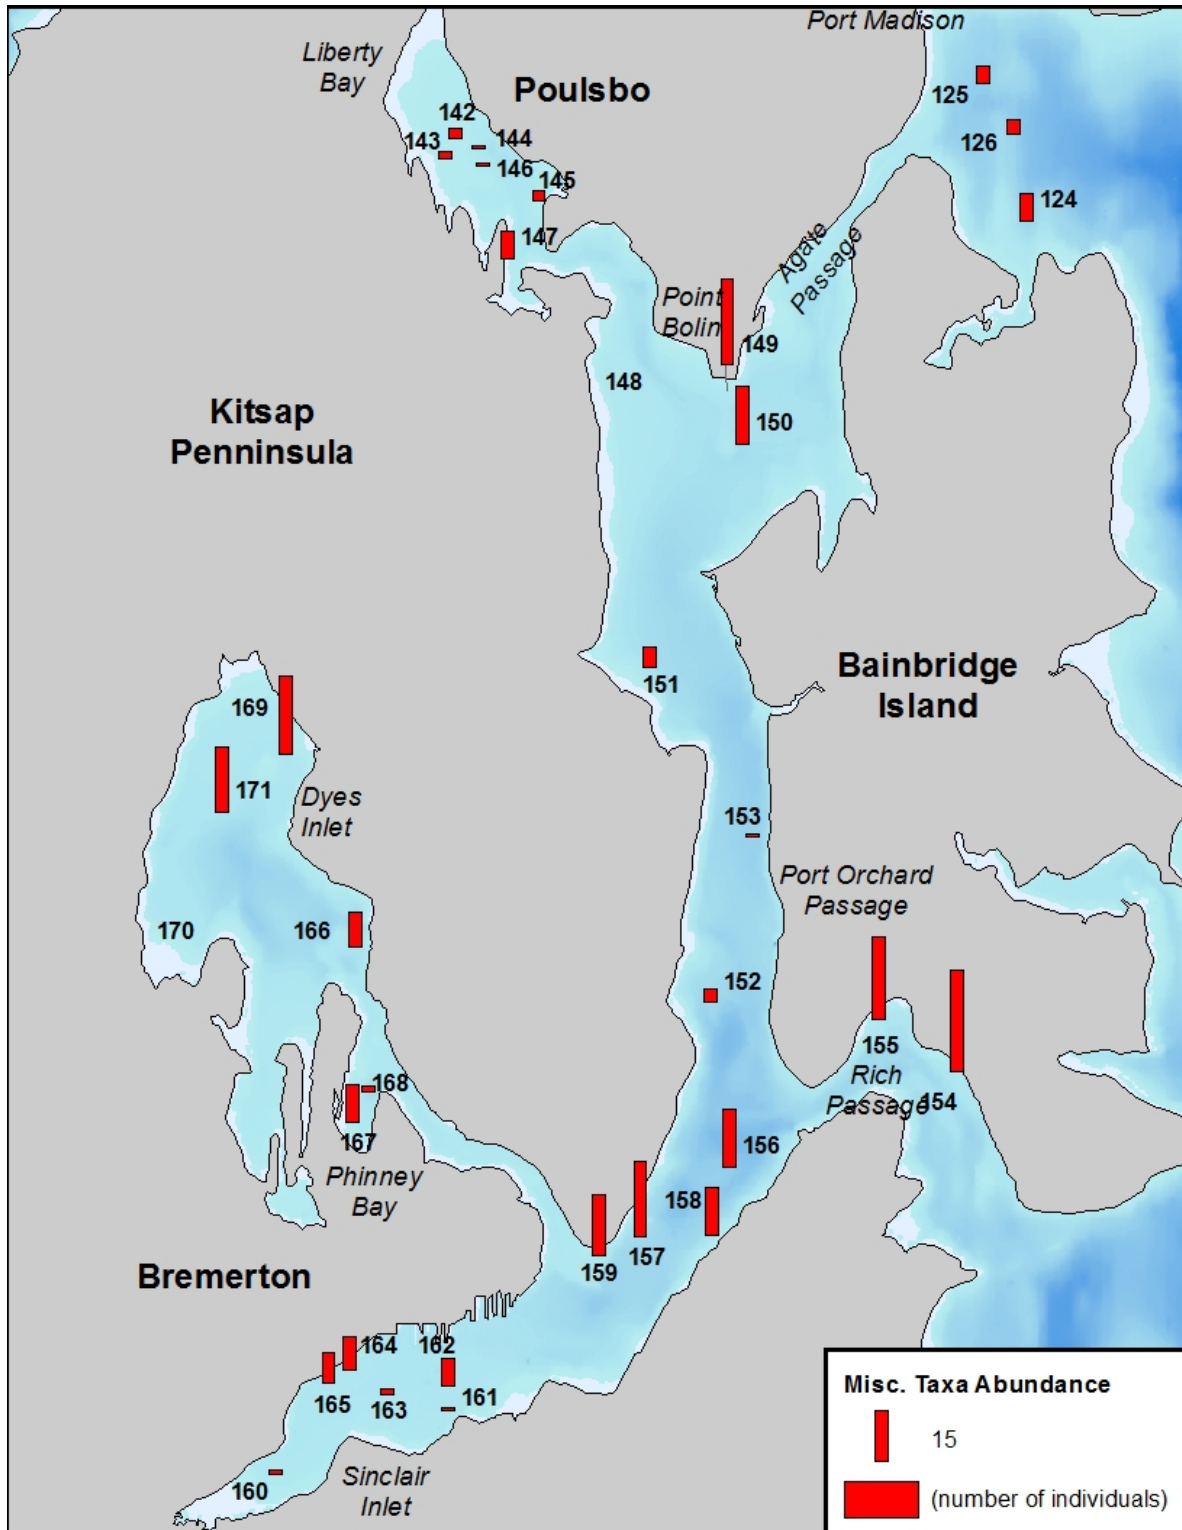 Port Madison
Liberty
Bay
Poulsbo
125
142
143
144
126
146
145
124
147
Agate
Passage
Point
Bolin
149
148
Kitsap
Penninsula
150
Bainbridge
Island
151
169
171
Dyes
Inlet
153
Port Orchard
Passage
170
166
152
155
Rich
Passage
154
168
167
156
Phinney
Bay
158
157
159
Bremerton
164
162
165
163
161
160
Sinclair
Inlet
Misc. Taxa Abundance
15
(number of individuals)